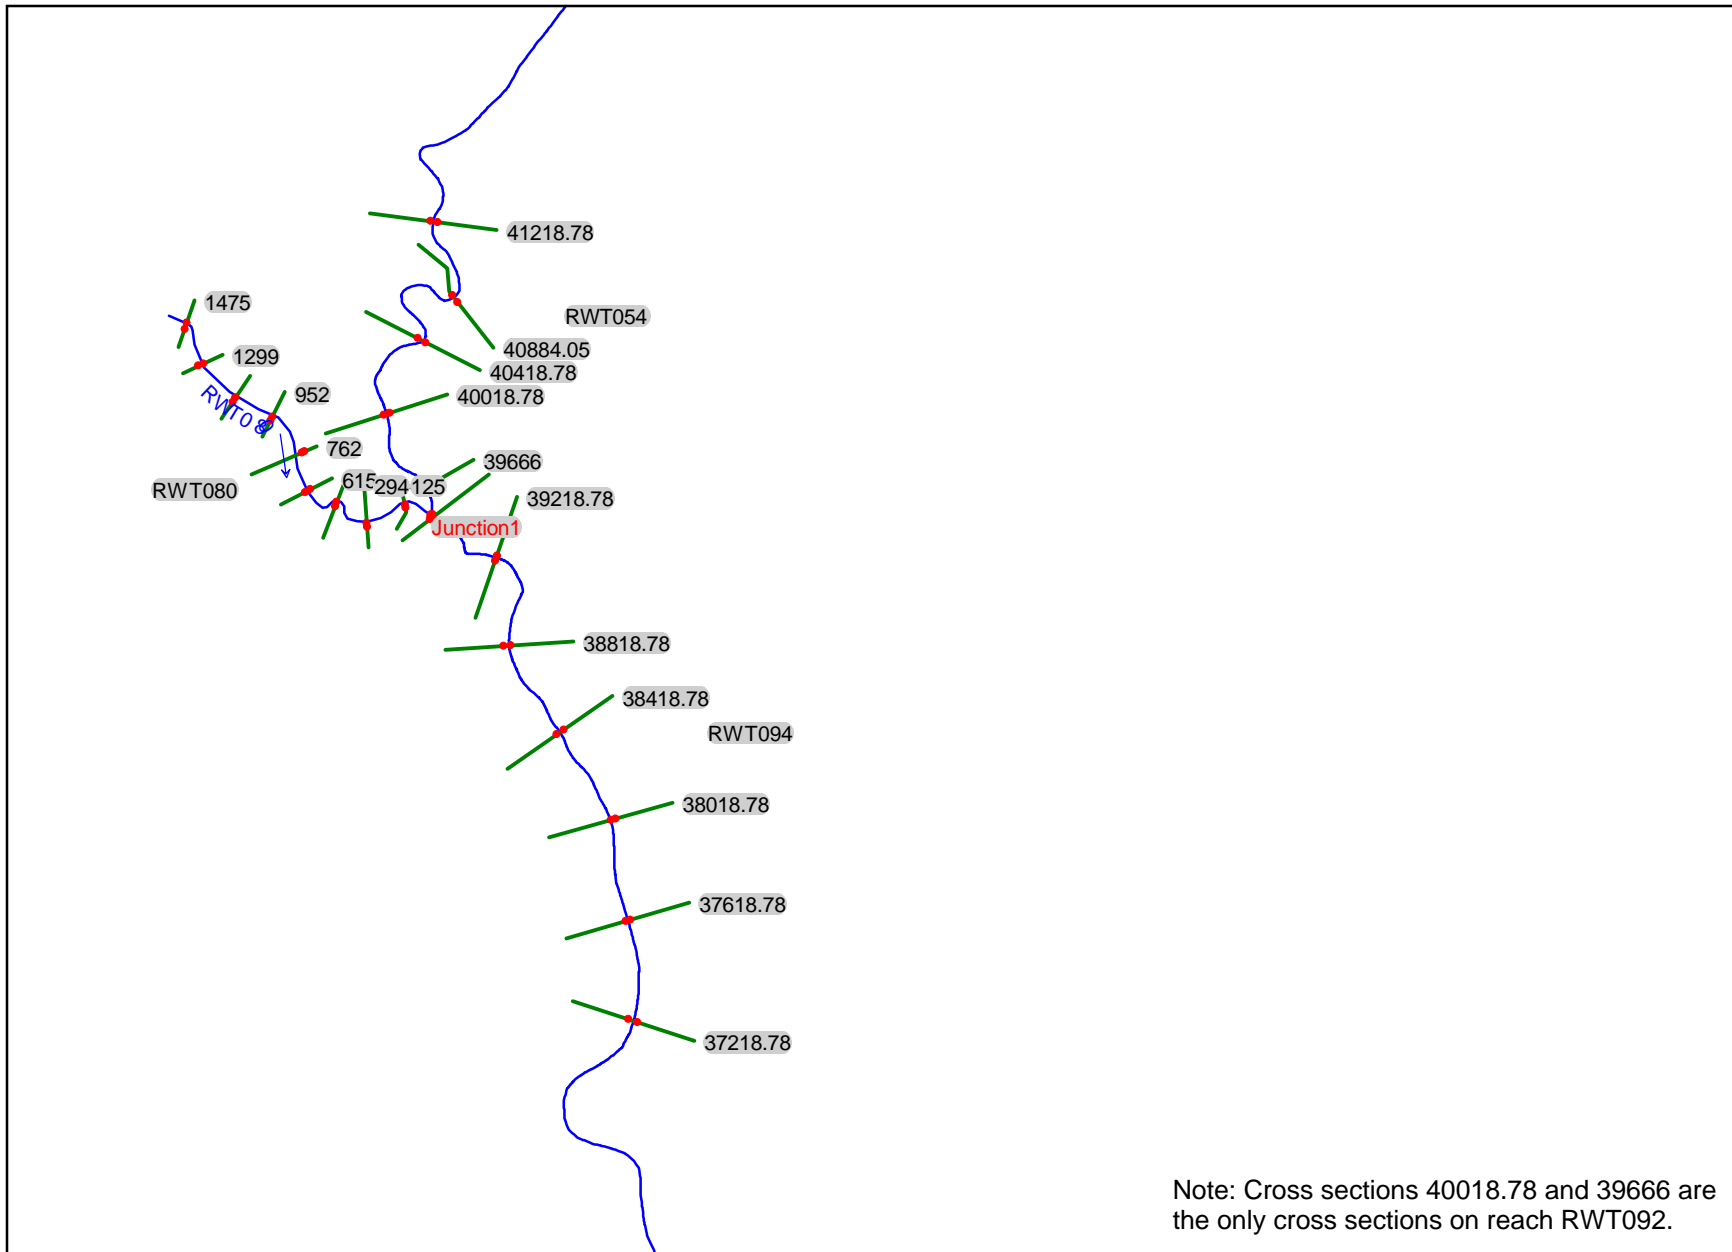 41218.78
1475
RWT054
40884.05
1299
40418.78
952
40018.78
RWT080
762
39666
RWT080
615
294
125
39218.78
Junction1
38818.78
38418.78
RWT094
38018.78
37618.78
37218.78
Note: Cross sections 40018.78 and 39666 are
the only cross sections on reach RWT092.